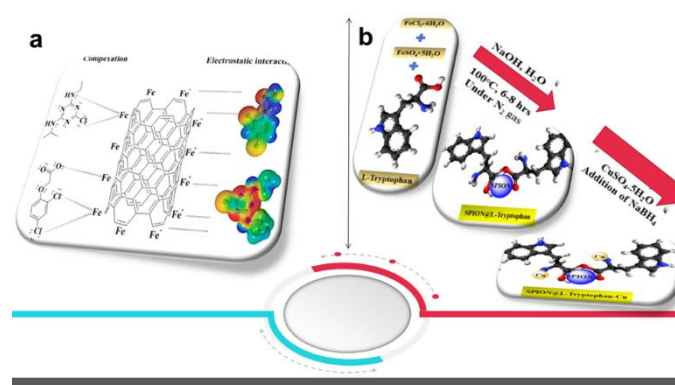 a
Compexation
Electrostatic interact
Fe
Fe
Fe
Fe
Fe
Fe
Fe
Fe
Fe
Fe
Fe
HN
N
Cl
HN
O
O
Cl
Cl
b
FeCl₃·6H₂O
+
FeSO₄·5H₂O
+
L-Tryptophan
NaOH, H₂O
100°C, 6-8 hrs
Under N₂ gas
SPION
SPION@L-Tryptophan
CuSO₄·5H₂O
Addition of NaBH₄
Cu
Cu
SPION
SPION@L-Tryptophan-Cu